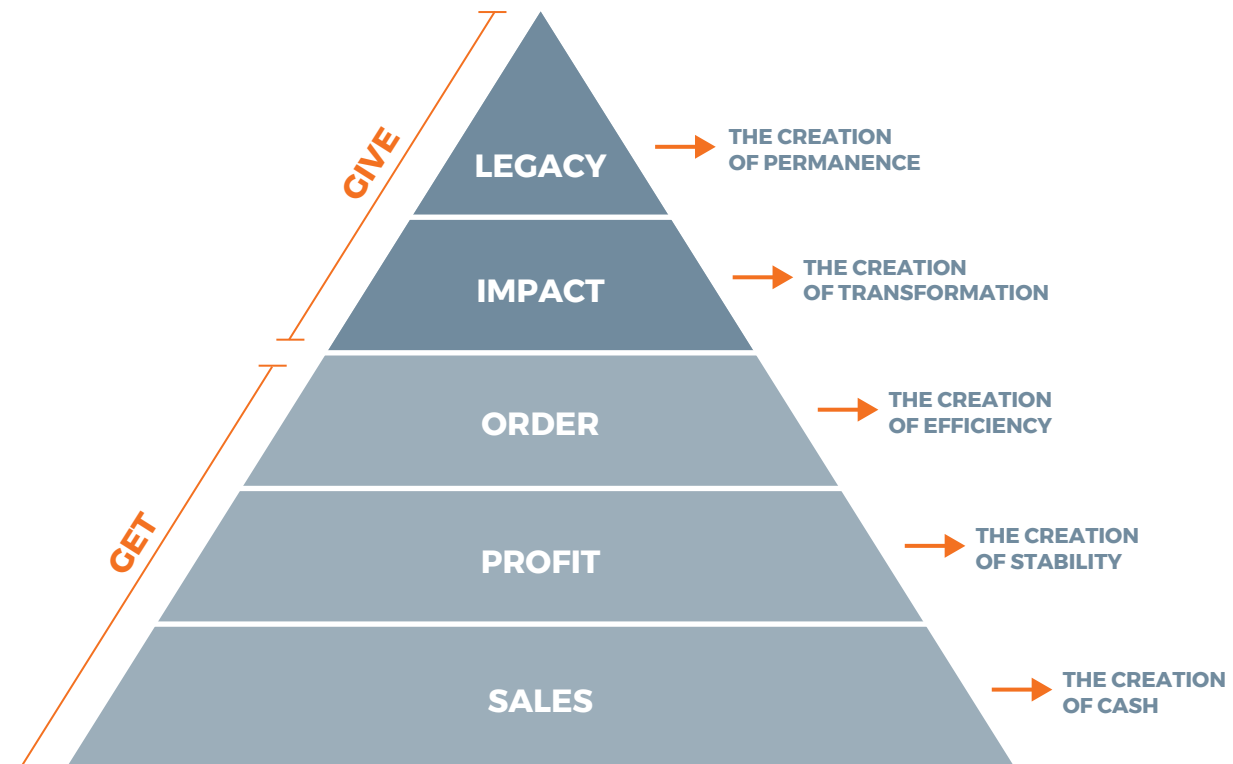 GIVE
LEGACY
THE CREATION
OF PERMANENCE
IMPACT
THE CREATION
OF TRANSFORMATION
ORDER
THE CREATION
OF EFFICIENCY
GET
PROFIT
THE CREATION
OF STABILITY
SALES
THE CREATION
OF CASH